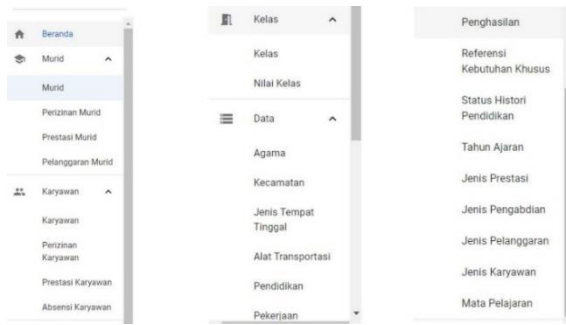 Beranda
Murid
Murid
Perizinan Murid
Prestasi Murid
Pelanggaran Murid
Karyawan
Karyawan
Perizinan
Karyawan
Prestasi Karyawan
Absensi Karyawan
Kelas
Kelas
Nilai Kelas
Data
Agama
Kecamatan
Jenis Tempat
Tinggal
Alat Transportasi
Pendidikan
Pekerjaan
Penghasilan
Referensi
Kebutuhan Khusus
Status Histori
Pendidikan
Tahun Ajaran
Jenis Prestasi
Jenis Pengabdian
Jenis Pelanggaran
Jenis Karyawan
Mata Pelajaran